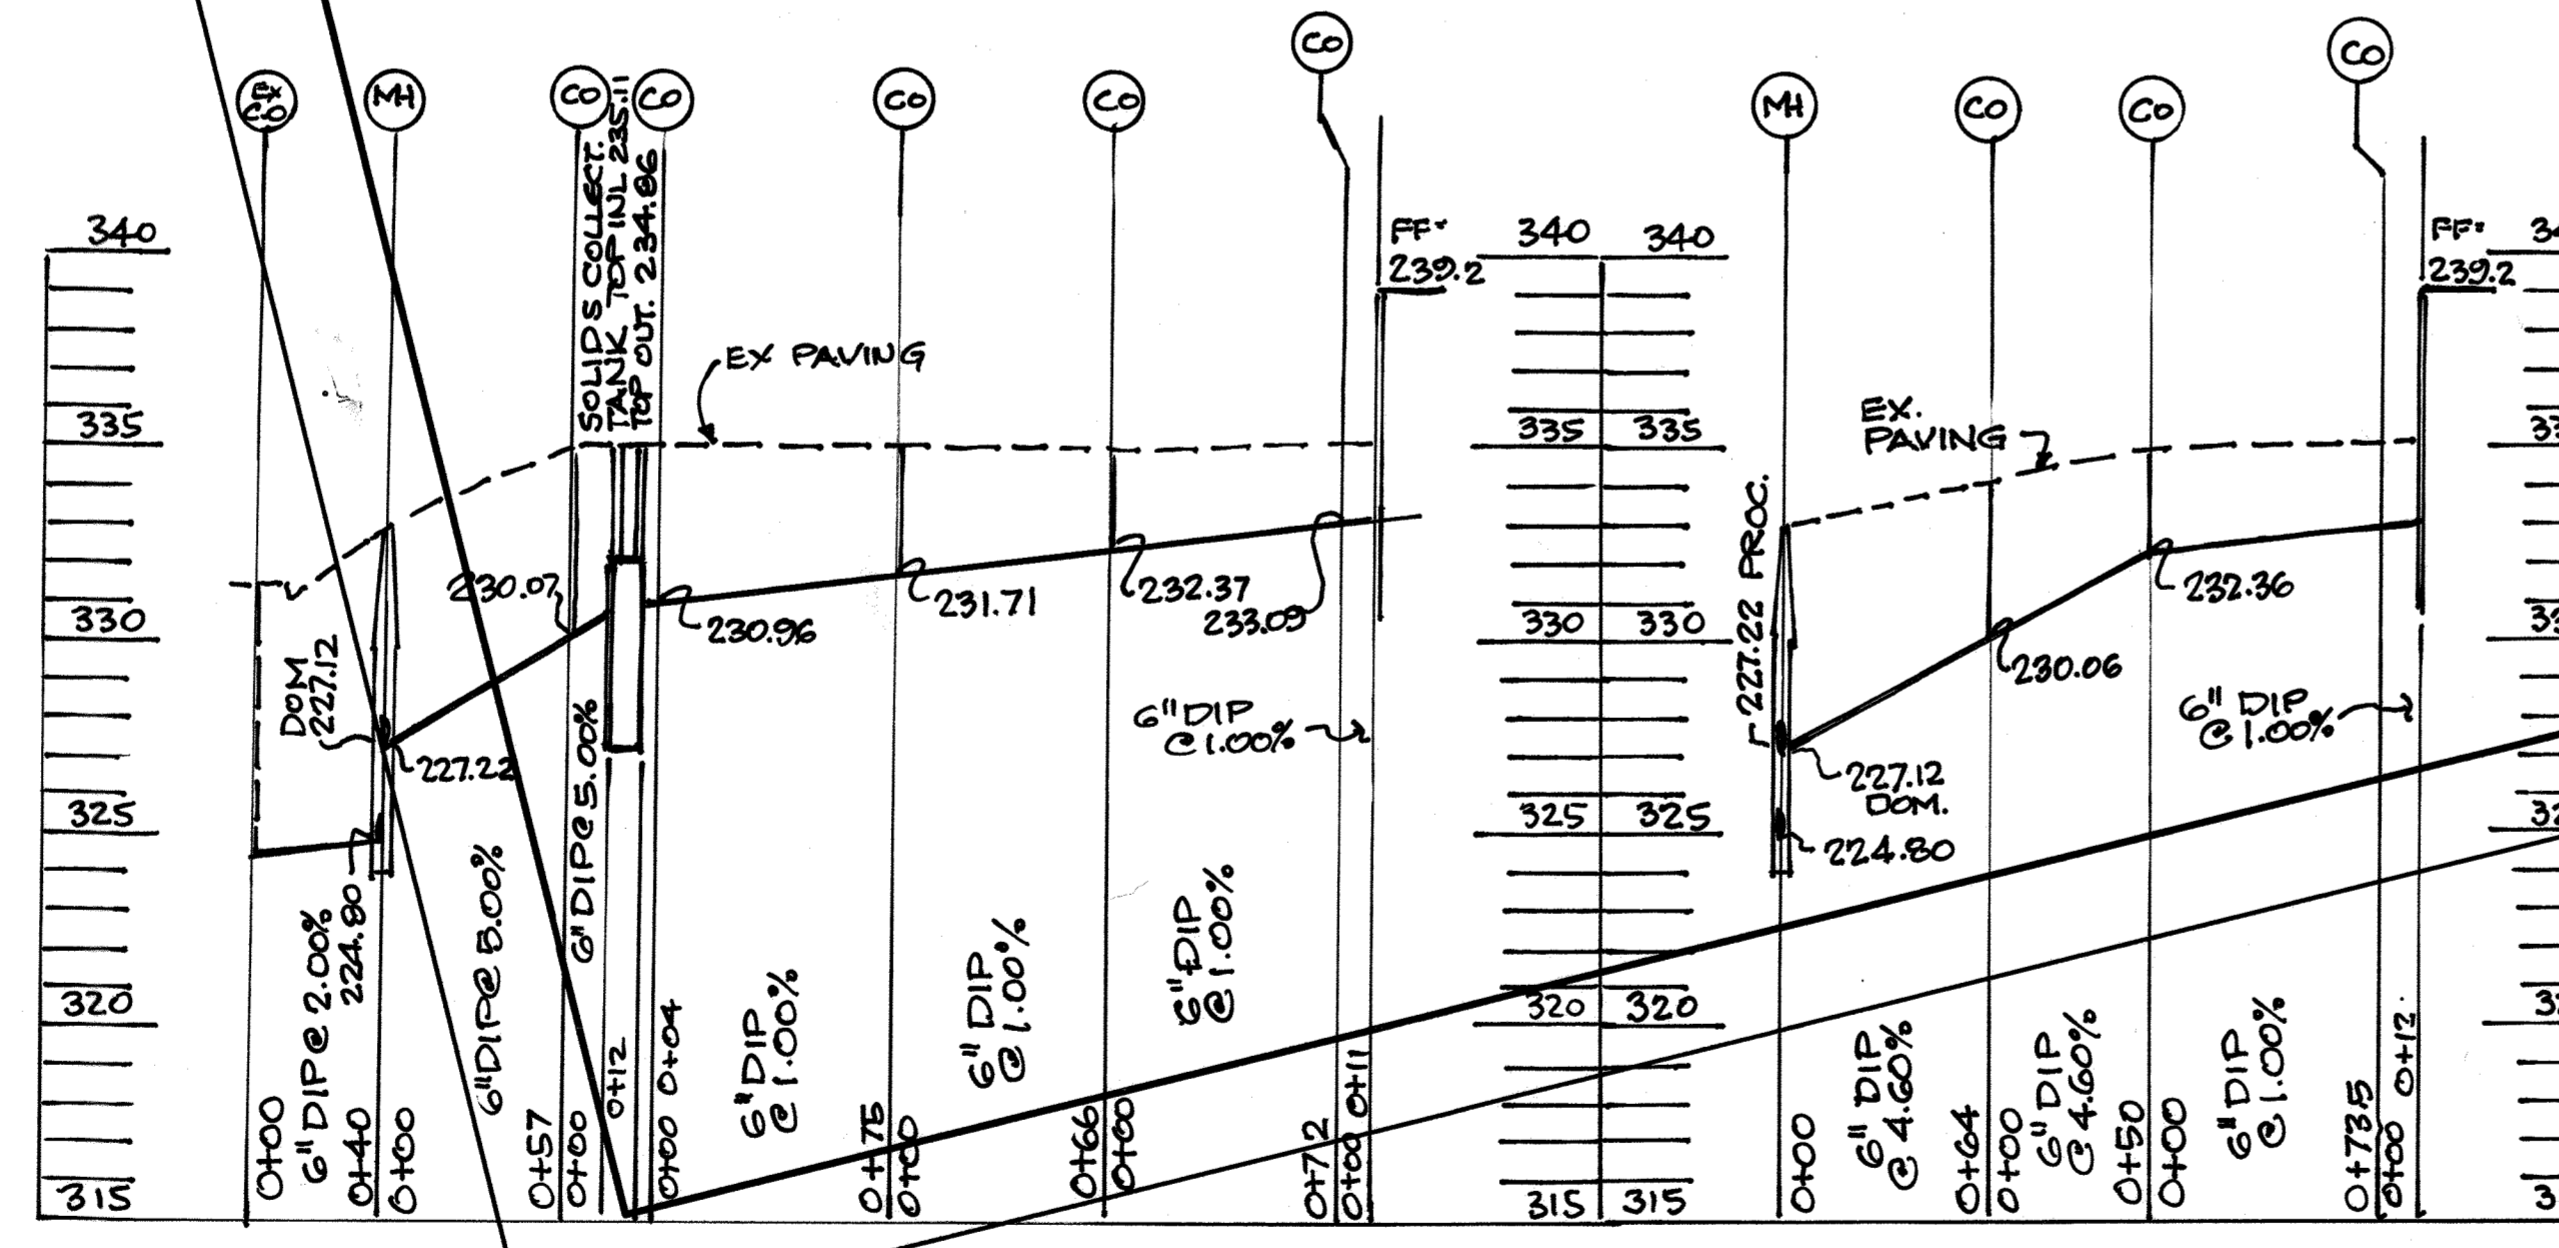 EX
CO
MH
CO
CO
CO
CO
CO
MH
CO
CO
CO
SOLIDS COLLECT.
TANK TOP INL 235.11
TOP OUT. 234.86
340
335
330
325
320
315
EX PAVING
FF=
239.2
340
335
330
325
320
315
340
335
330
325
320
315
EX.
PAVING
FF=
239.2
DOM
227.12
227.22
230.07
230.96
231.71
232.37
233.09
6" DIP
@ 1.00%
224.80
6" DIP @ 2.00%
6" DIP @ 5.00%
6" DIP @ 5.00%
6" DIP
@ 1.00%
6" DIP
@ 1.00%
6" DIP
@ 1.00%
0+00
0+40
0+00
0+57
0+00
0+12
0+00
0+04
0+75
0+00
0+66
0+00
0+72
0+00
0+11
227.22 PROC.
227.12
DOM.
224.80
230.06
232.36
6" DIP
@ 1.00%
6" DIP
@ 4.60%
6" DIP
@ 4.60%
6" DIP
@ 1.00%
0+00
0+64
0+00
0+50
0+00
0+735
0+00
0+12